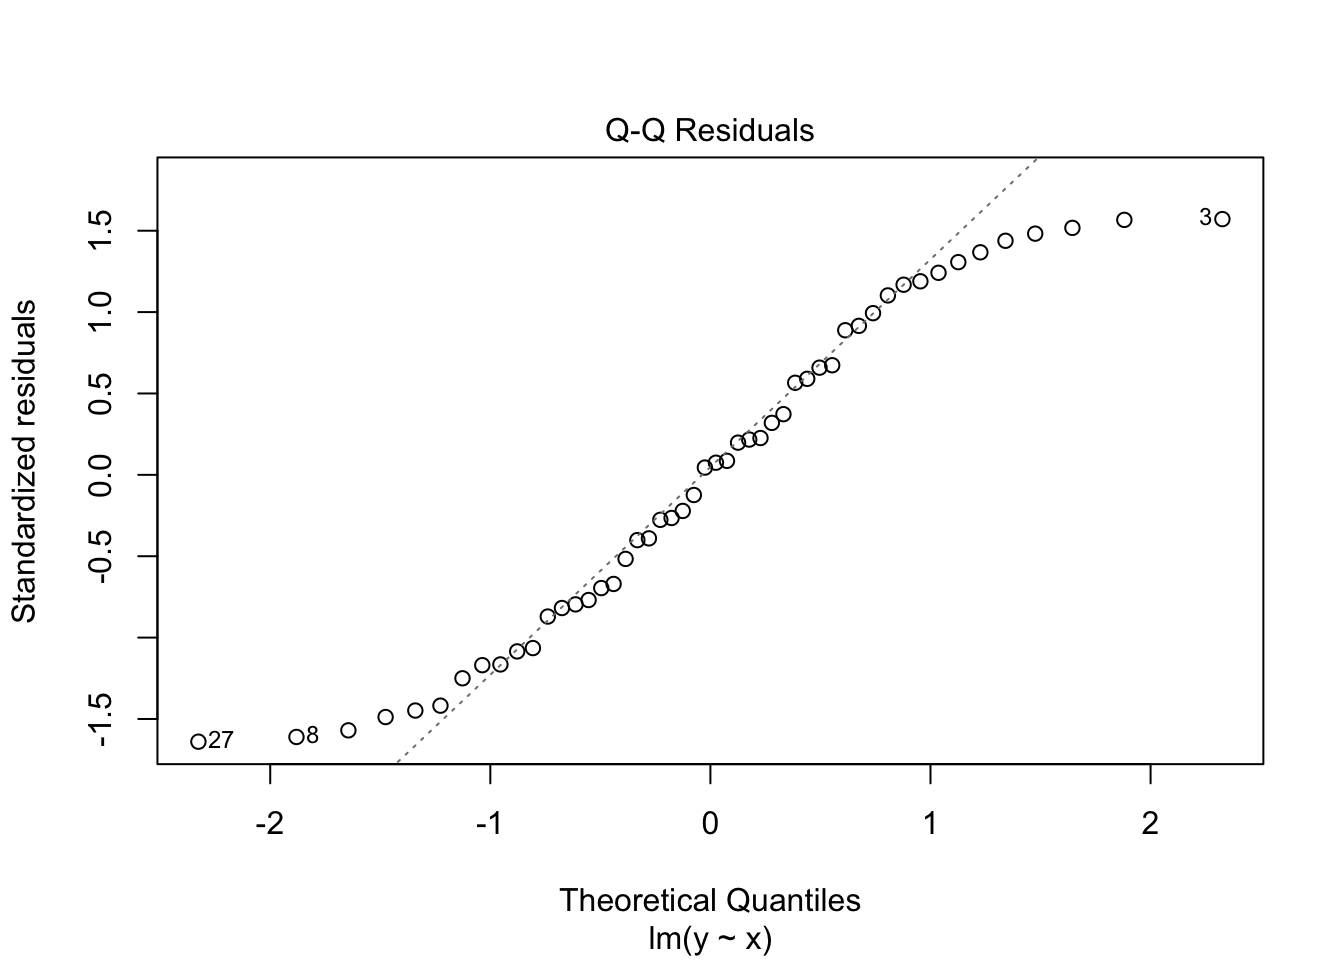 Q-Q Residuals
Standardized residuals
1.5
1.0
0.5
0.0
-0.5
-1.5
3
27
8
-2 -1 0 1 2
Theoretical Quantiles
lm(y ~ x)